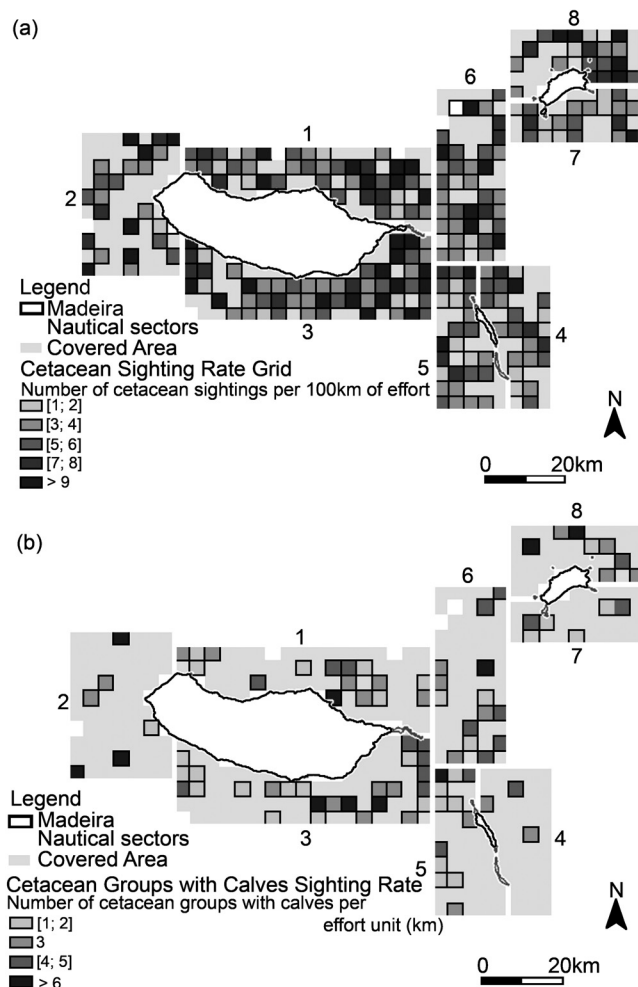 (a)
8
6
1
7
2
Legend
Madeira
Nautical sectors
Covered Area
3
4
5
Cetacean Sighting Rate Grid
Number of cetacean sightings per 100km of effort
[1; 2]
[3; 4]
[5; 6]
[7; 8]
> 9
N
0 20km
(b)
8
6
1
7
2
Legend
Madeira
Nautical sectors
Covered Area
3
4
5
Cetacean Groups with Calves Sighting Rate
Number of cetacean groups with calves per
effort unit (km)
[1; 2]
3
[4; 5]
> 6
N
0 20km